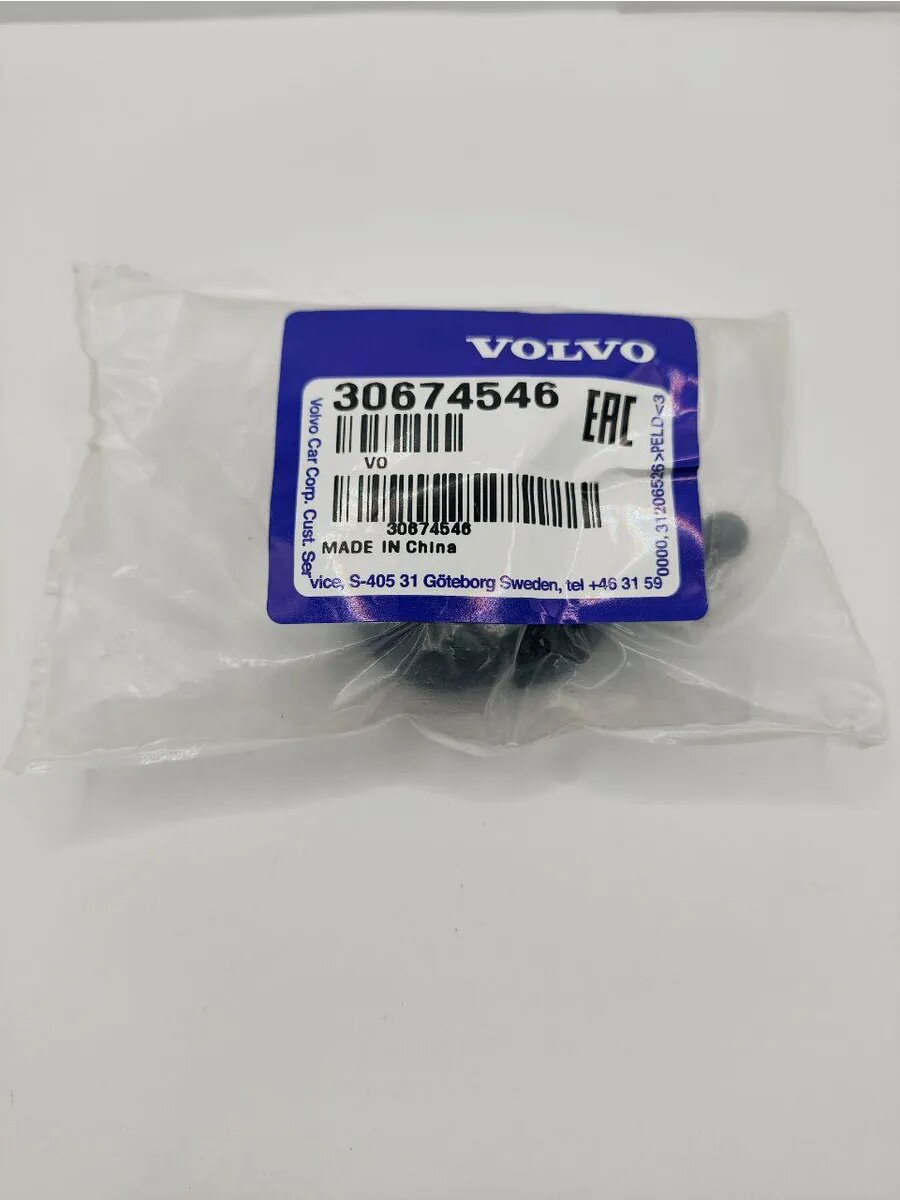 VOLVO
30674546
EAC
VO
30674546
MADE IN China
Volvo Car Corp. Cust. Service, S-405 31 Göteborg Sweden, tel +46 31 59 0000, 31206526 >PELD<3